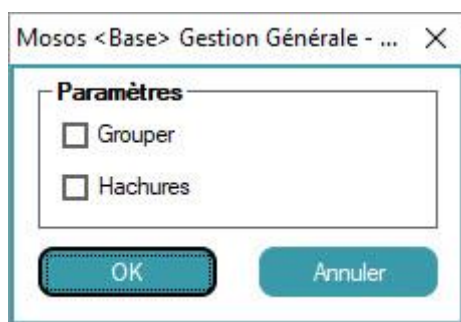 Mosos <Base> Gestion Générale - ...
Paramètres
Grouper
Hachures
OK
Annuler